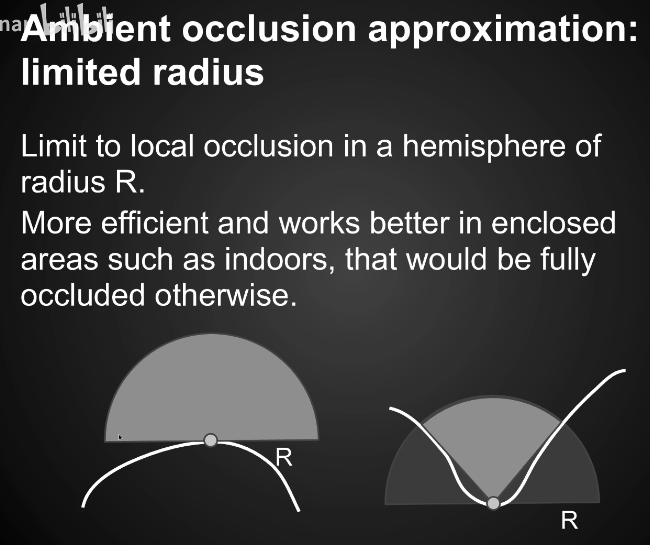 Ambient occlusion approximation:
limited radius
Limit to local occlusion in a hemisphere of
radius R.
More efficient and works better in enclosed
areas such as indoors, that would be fully
occluded otherwise.
R
R